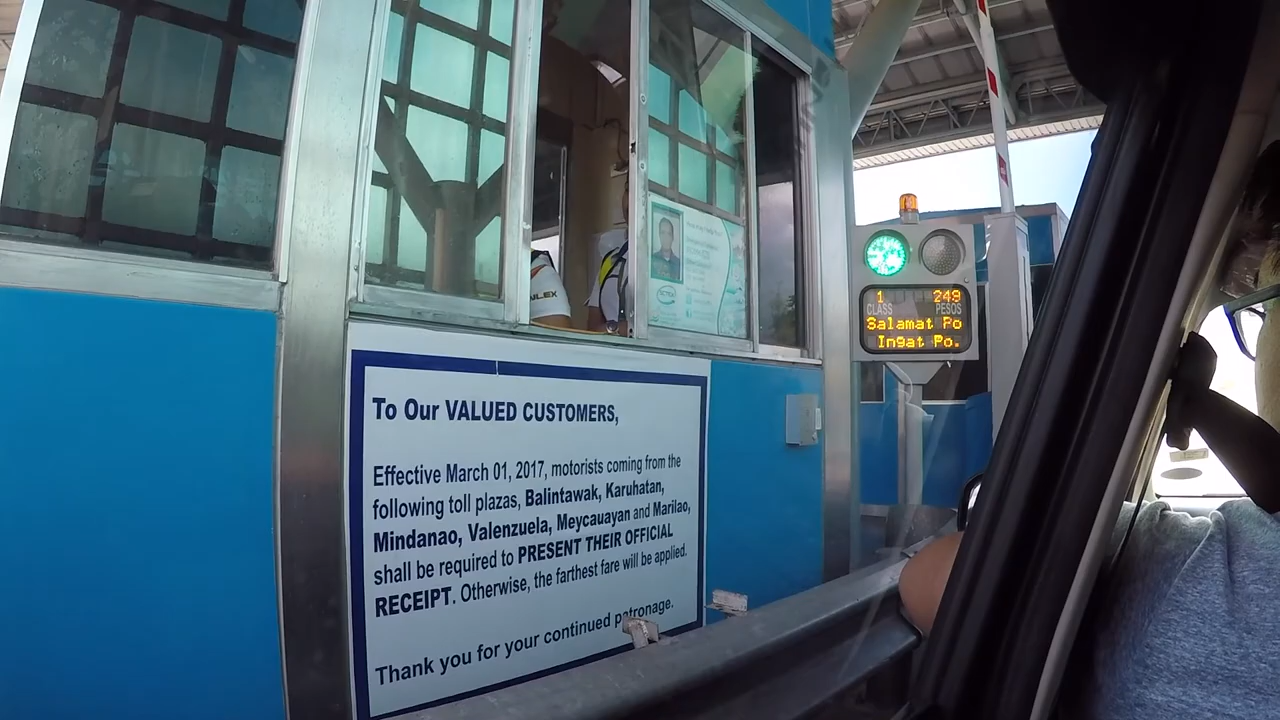 To Our VALUED CUSTOMERS,
Effective March 01, 2017, motorists coming from the
following toll plazas, Balintawak, Karuhatan,
Mindanao, Valenzuela, Meycauayan and Marilao,
shall be required to PRESENT THEIR OFFICIAL
RECEIPT. Otherwise, the farthest fare will be applied.
Thank you for your continued patronage.
1 249
CLASS PESOS
Salamat Po
Ingat Po.